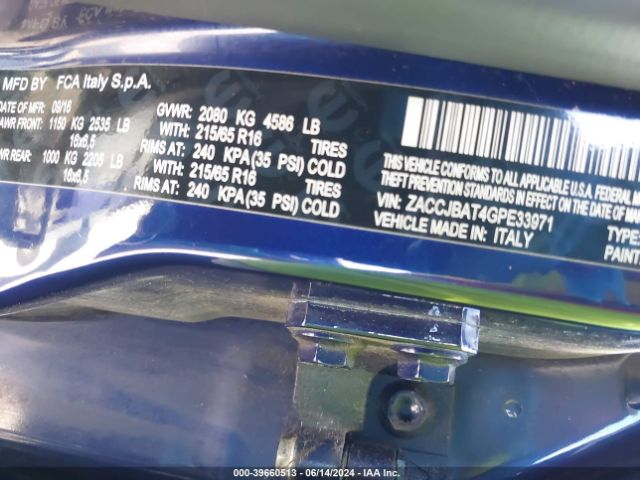 MFD BY FCA Italy S.p.A.
DATE OF MFR: 09/16 GVWR: 2080 KG 4586 LB
AWR FRONT: 1150 KG 2535 LB WITH: 215/65 R16 TIRES
16x6,5 RIMS AT: 240 KPA(35 PSI) COLD
WR REAR: 1000 KG 2205 LB WITH: 215/65 R16 TIRES
16x6,5 RIMS AT: 240 KPA(35 PSI) COLD
THIS VEHICLE CONFORMS TO ALL APPLICABLE U.S.A. FEDERAL
THEFT PREVENTION STANDARDS IN EFFECT ON THE DATE OF MA
VIN: ZACCJBAT4GPE33971 TYPE:
VEHICLE MADE IN: ITALY PAINT:
000-39660513 - 06/14/2024 - IAA Inc.